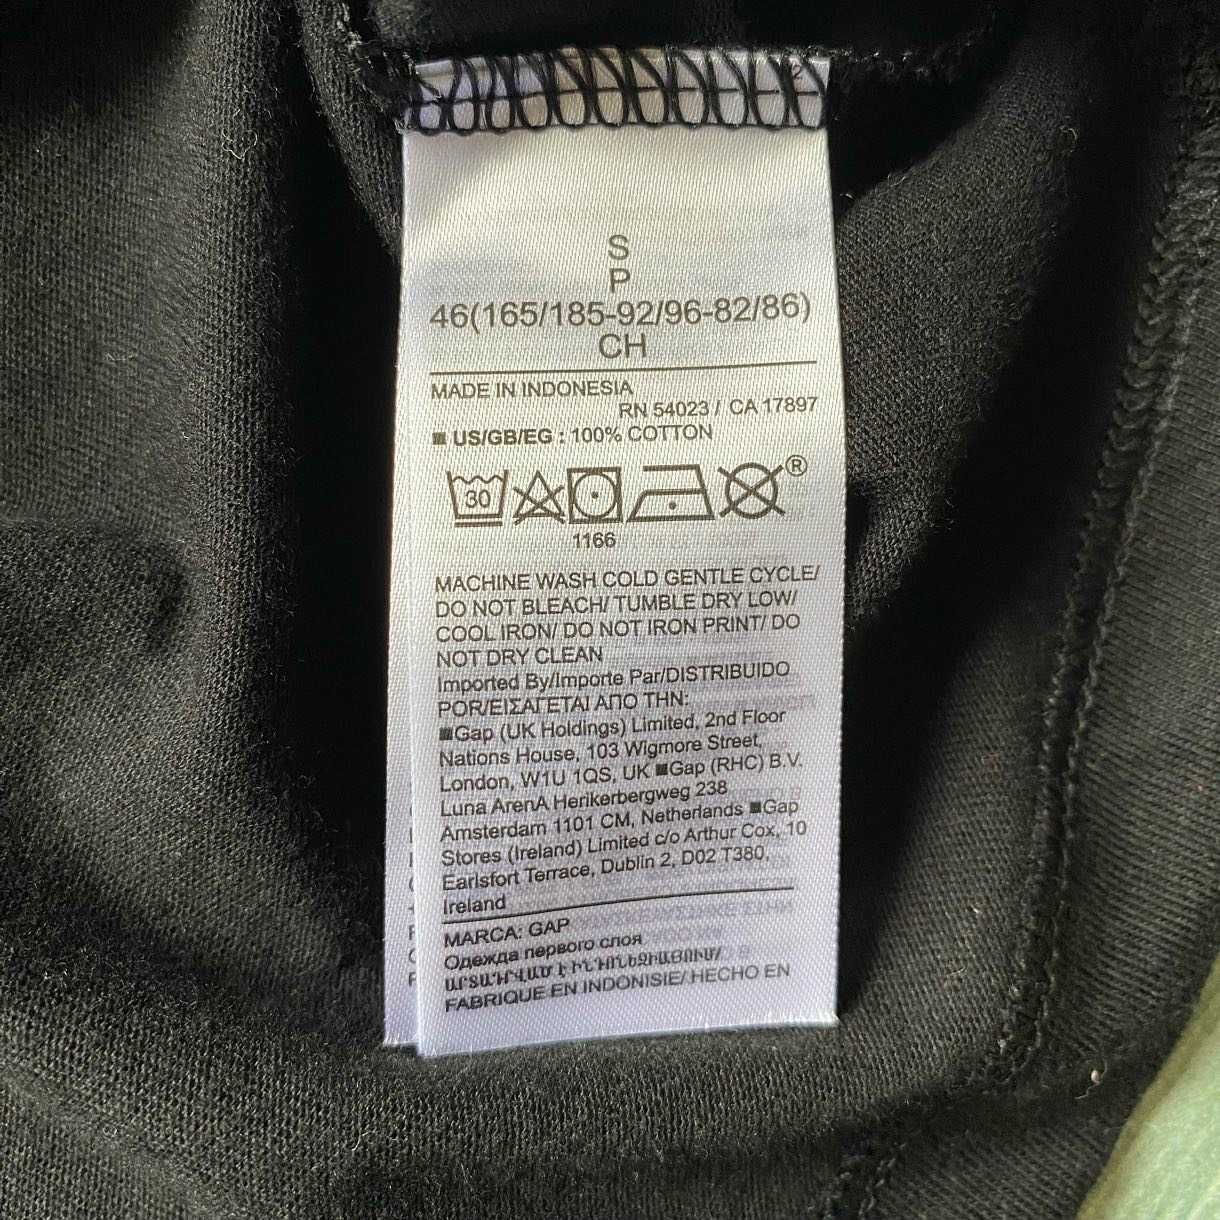 2
S
P
46(165/185-92/96-82/86)
CH
MADE IN INDONESIA
RN 54023 / CA 17897
■ US/GB/EG : 100% COTTON
30
®
1166
MACHINE WASH COLD GENTLE CYCLE/
DO NOT BLEACH/ TUMBLE DRY LOW/
COOL IRON/ DO NOT IRON PRINT/ DO
NOT DRY CLEAN
Imported By/Importe Par/DISTRIBUIDO
POR/ΕΙΣΑΓΕΤΑΙ ΑΠΟ ΤΗΝ:
■Gap (UK Holdings) Limited, 2nd Floor
Nations House, 103 Wigmore Street,
London, W1U 1QS, UK ■Gap (RHC) B.V.
Luna ArenA Herikerbergweg 238
Amsterdam 1101 CM, Netherlands ■Gap
Stores (Ireland) Limited c/o Arthur Cox, 10
Earlsfort Terrace, Dublin 2, D02 T380,
Ireland
MARCA: GAP
Одежда первого слоя
ԱՐՏԱԴՐՎԱԾ Է ԻՆԴՈՆԵԶԻԱՅՈՒՄ/
FABRIQUE EN INDONISIE/ HECHO EN